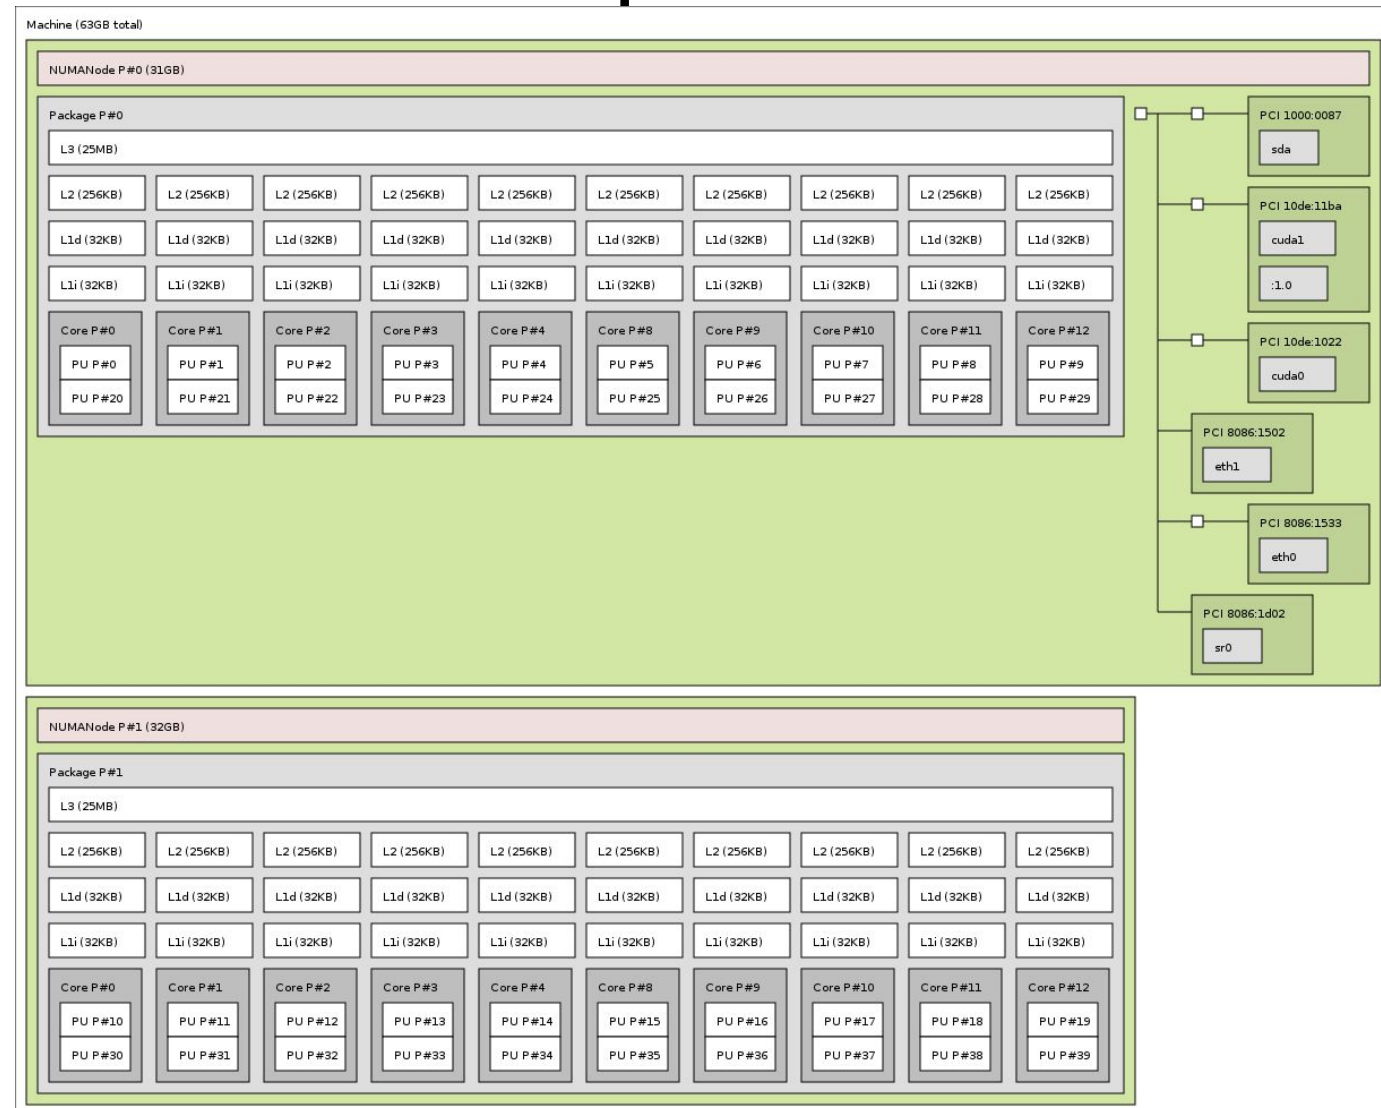 Machine (63GB total)
NUMANode P#0 (31GB)
Package P#0
L3 (25MB)
L2 (256KB) L2 (256KB) L2 (256KB) L2 (256KB) L2 (256KB) L2 (256KB) L2 (256KB) L2 (256KB) L2 (256KB) L2 (256KB)
L1d (32KB) L1d (32KB) L1d (32KB) L1d (32KB) L1d (32KB) L1d (32KB) L1d (32KB) L1d (32KB) L1d (32KB) L1d (32KB)
L1i (32KB) L1i (32KB) L1i (32KB) L1i (32KB) L1i (32KB) L1i (32KB) L1i (32KB) L1i (32KB) L1i (32KB) L1i (32KB)
Core P#0 Core P#1 Core P#2 Core P#3 Core P#4 Core P#8 Core P#9 Core P#10 Core P#11 Core P#12
PU P#0 PU P#1 PU P#2 PU P#3 PU P#4 PU P#5 PU P#6 PU P#7 PU P#8 PU P#9
PU P#20 PU P#21 PU P#22 PU P#23 PU P#24 PU P#25 PU P#26 PU P#27 PU P#28 PU P#29
PCI 1000:0087
sda
PCI 10de:11ba
cuda1
:1.0
PCI 10de:1022
cuda0
PCI 8086:1502
eth1
PCI 8086:1533
eth0
PCI 8086:1d02
sr0
NUMANode P#1 (32GB)
Package P#1
L3 (25MB)
L2 (256KB) L2 (256KB) L2 (256KB) L2 (256KB) L2 (256KB) L2 (256KB) L2 (256KB) L2 (256KB) L2 (256KB) L2 (256KB)
L1d (32KB) L1d (32KB) L1d (32KB) L1d (32KB) L1d (32KB) L1d (32KB) L1d (32KB) L1d (32KB) L1d (32KB) L1d (32KB)
L1i (32KB) L1i (32KB) L1i (32KB) L1i (32KB) L1i (32KB) L1i (32KB) L1i (32KB) L1i (32KB) L1i (32KB) L1i (32KB)
Core P#0 Core P#1 Core P#2 Core P#3 Core P#4 Core P#8 Core P#9 Core P#10 Core P#11 Core P#12
PU P#10 PU P#11 PU P#12 PU P#13 PU P#14 PU P#15 PU P#16 PU P#17 PU P#18 PU P#19
PU P#30 PU P#31 PU P#32 PU P#33 PU P#34 PU P#35 PU P#36 PU P#37 PU P#38 PU P#39